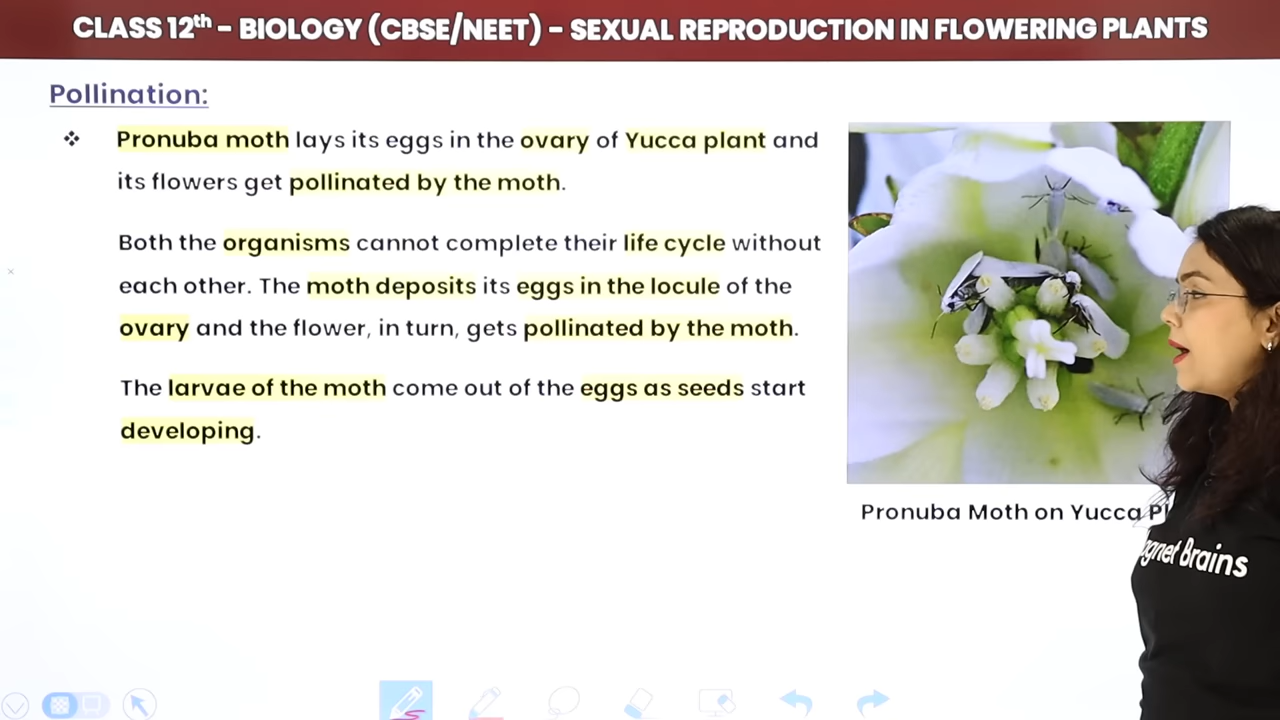 CLASS 12th – BIOLOGY (CBSE/NEET) – SEXUAL REPRODUCTION IN FLOWERING PLANTS
Pollination:
❖ Pronuba moth lays its eggs in the ovary of Yucca plant and
its flowers get pollinated by the moth.
Both the organisms cannot complete their life cycle without
each other. The moth deposits its eggs in the locule of the
ovary and the flower, in turn, gets pollinated by the moth.
The larvae of the moth come out of the eggs as seeds start
developing.
Pronuba Moth on Yucca
Brains